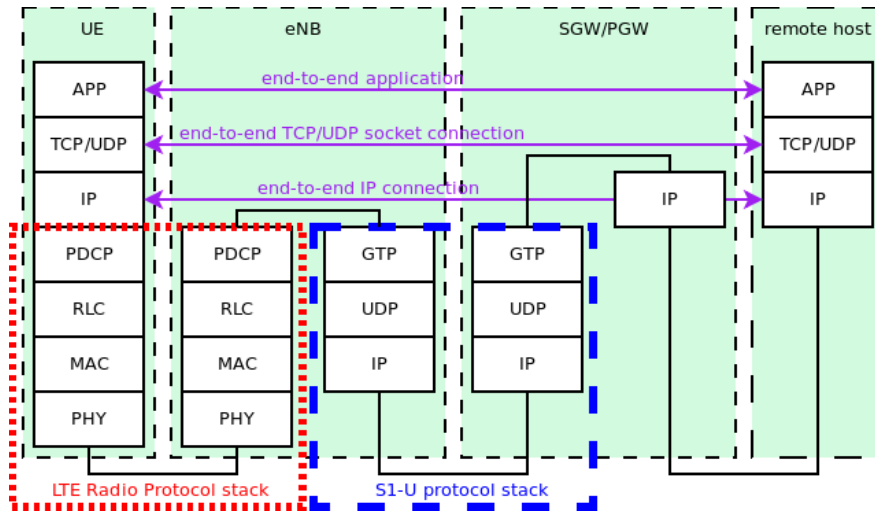 UE
eNB
SGW/PGW
remote host
APP
end-to-end application
APP
TCP/UDP
end-to-end TCP/UDP socket connection
TCP/UDP
IP
end-to-end IP connection
IP
IP
PDCP
PDCP
GTP
GTP
RLC
RLC
UDP
UDP
MAC
MAC
IP
IP
PHY
PHY
LTE Radio Protocol stack
S1-U protocol stack